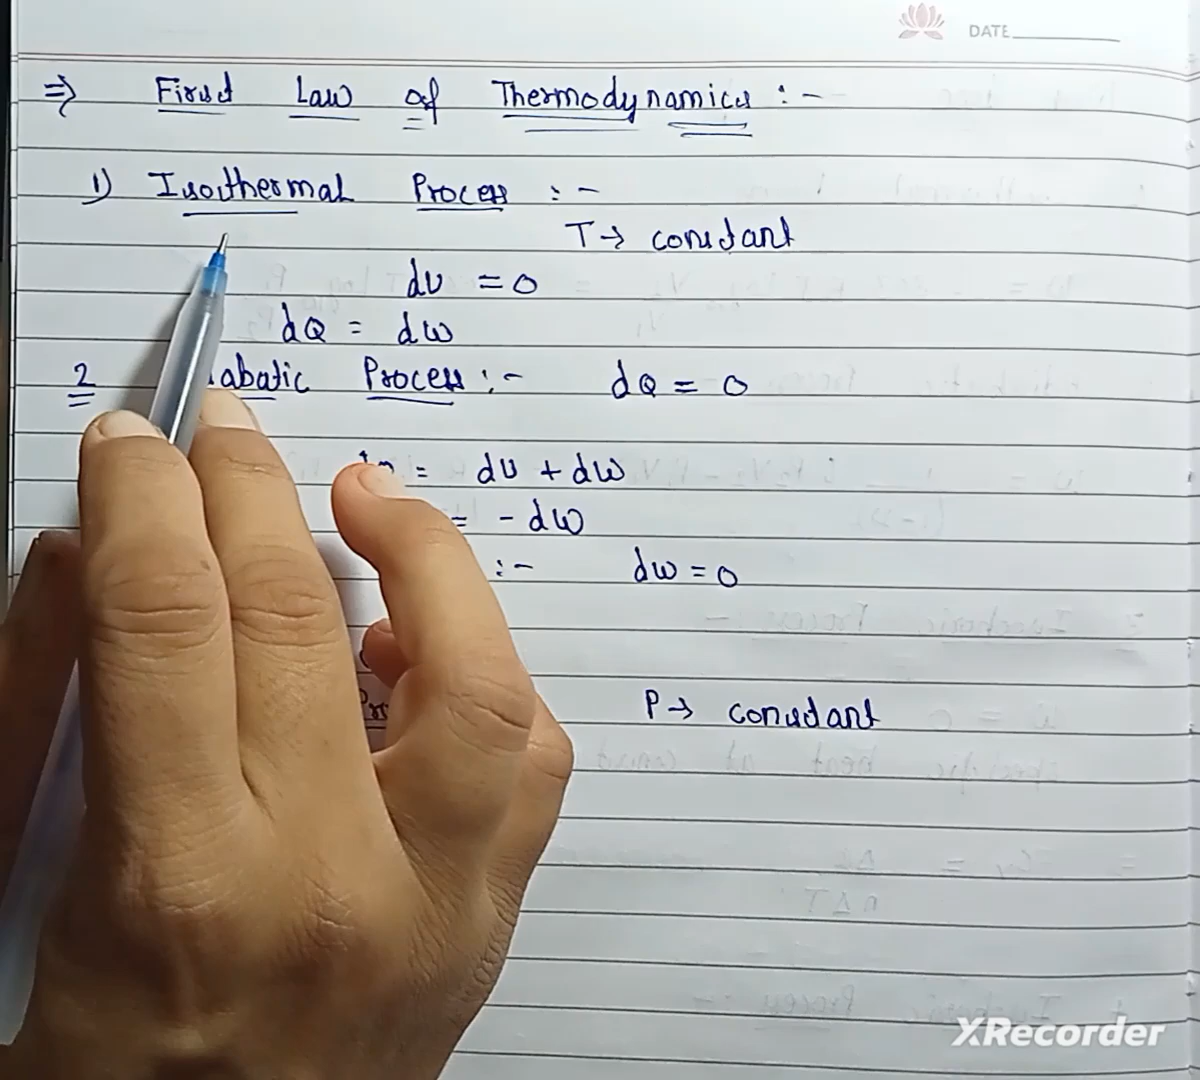 DATE
⇒ First Law of Thermodynamics :-
1) Isothermal Process :-
T → constant
dU = 0
dQ = dW
2 abatic Process :- dQ = 0
= dU + dW
= - dW
:- dW = 0
P → constant
XRecorder